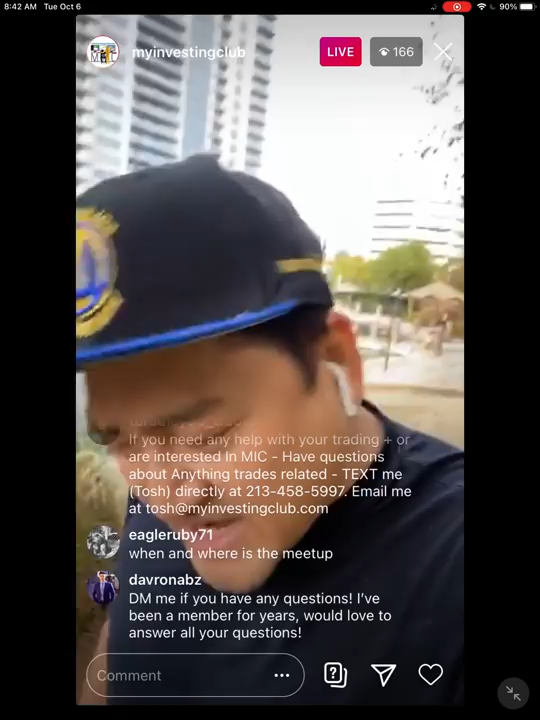 8:42 AM Tue Oct 6
90%
myinvestingclub
LIVE
166
If you need any help with your trading + or
are interested in MIC - Have questions
about Anything trades related - TEXT me
(Tosh) directly at 213-458-5997. Email me
at tosh@myinvestingclub.com
eagleruby71
when and where is the meetup
davronabz
DM me if you have any questions! I've
been a member for years, would love to
answer all your questions!
Comment